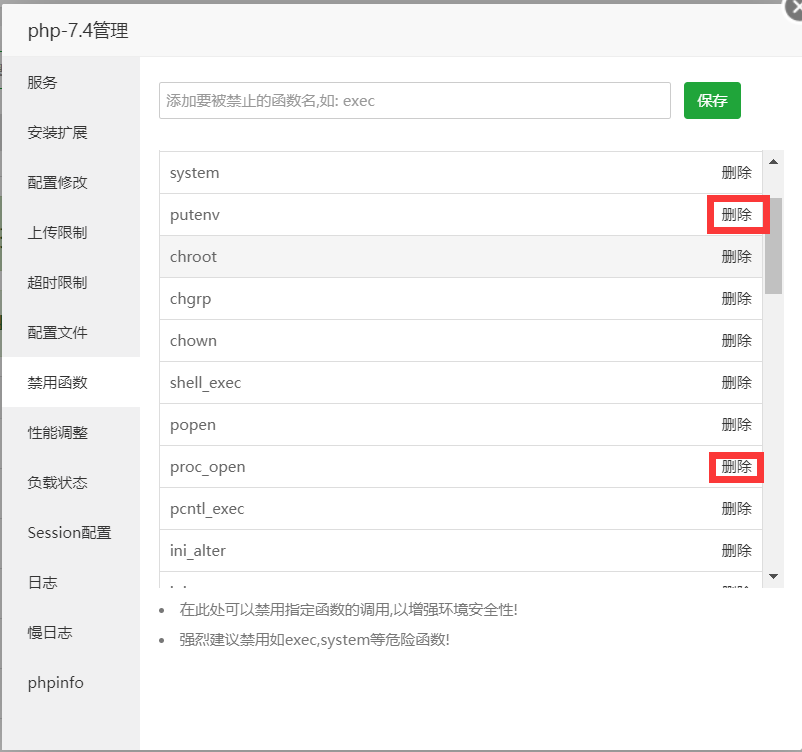 php-7.4管理
服务
安装扩展
配置修改
上传限制
超时限制
配置文件
禁用函数
性能调整
负载状态
Session配置
日志
慢日志
phpinfo
添加要被禁止的函数名,如: exec
保存
system 删除
putenv 删除
chroot 删除
chgrp 删除
chown 删除
shell_exec 删除
popen 删除
proc_open 删除
pcntl_exec 删除
ini_alter 删除
在此处可以禁用指定函数的调用,以增强环境安全性!
强烈建议禁用如exec,system等危险函数!